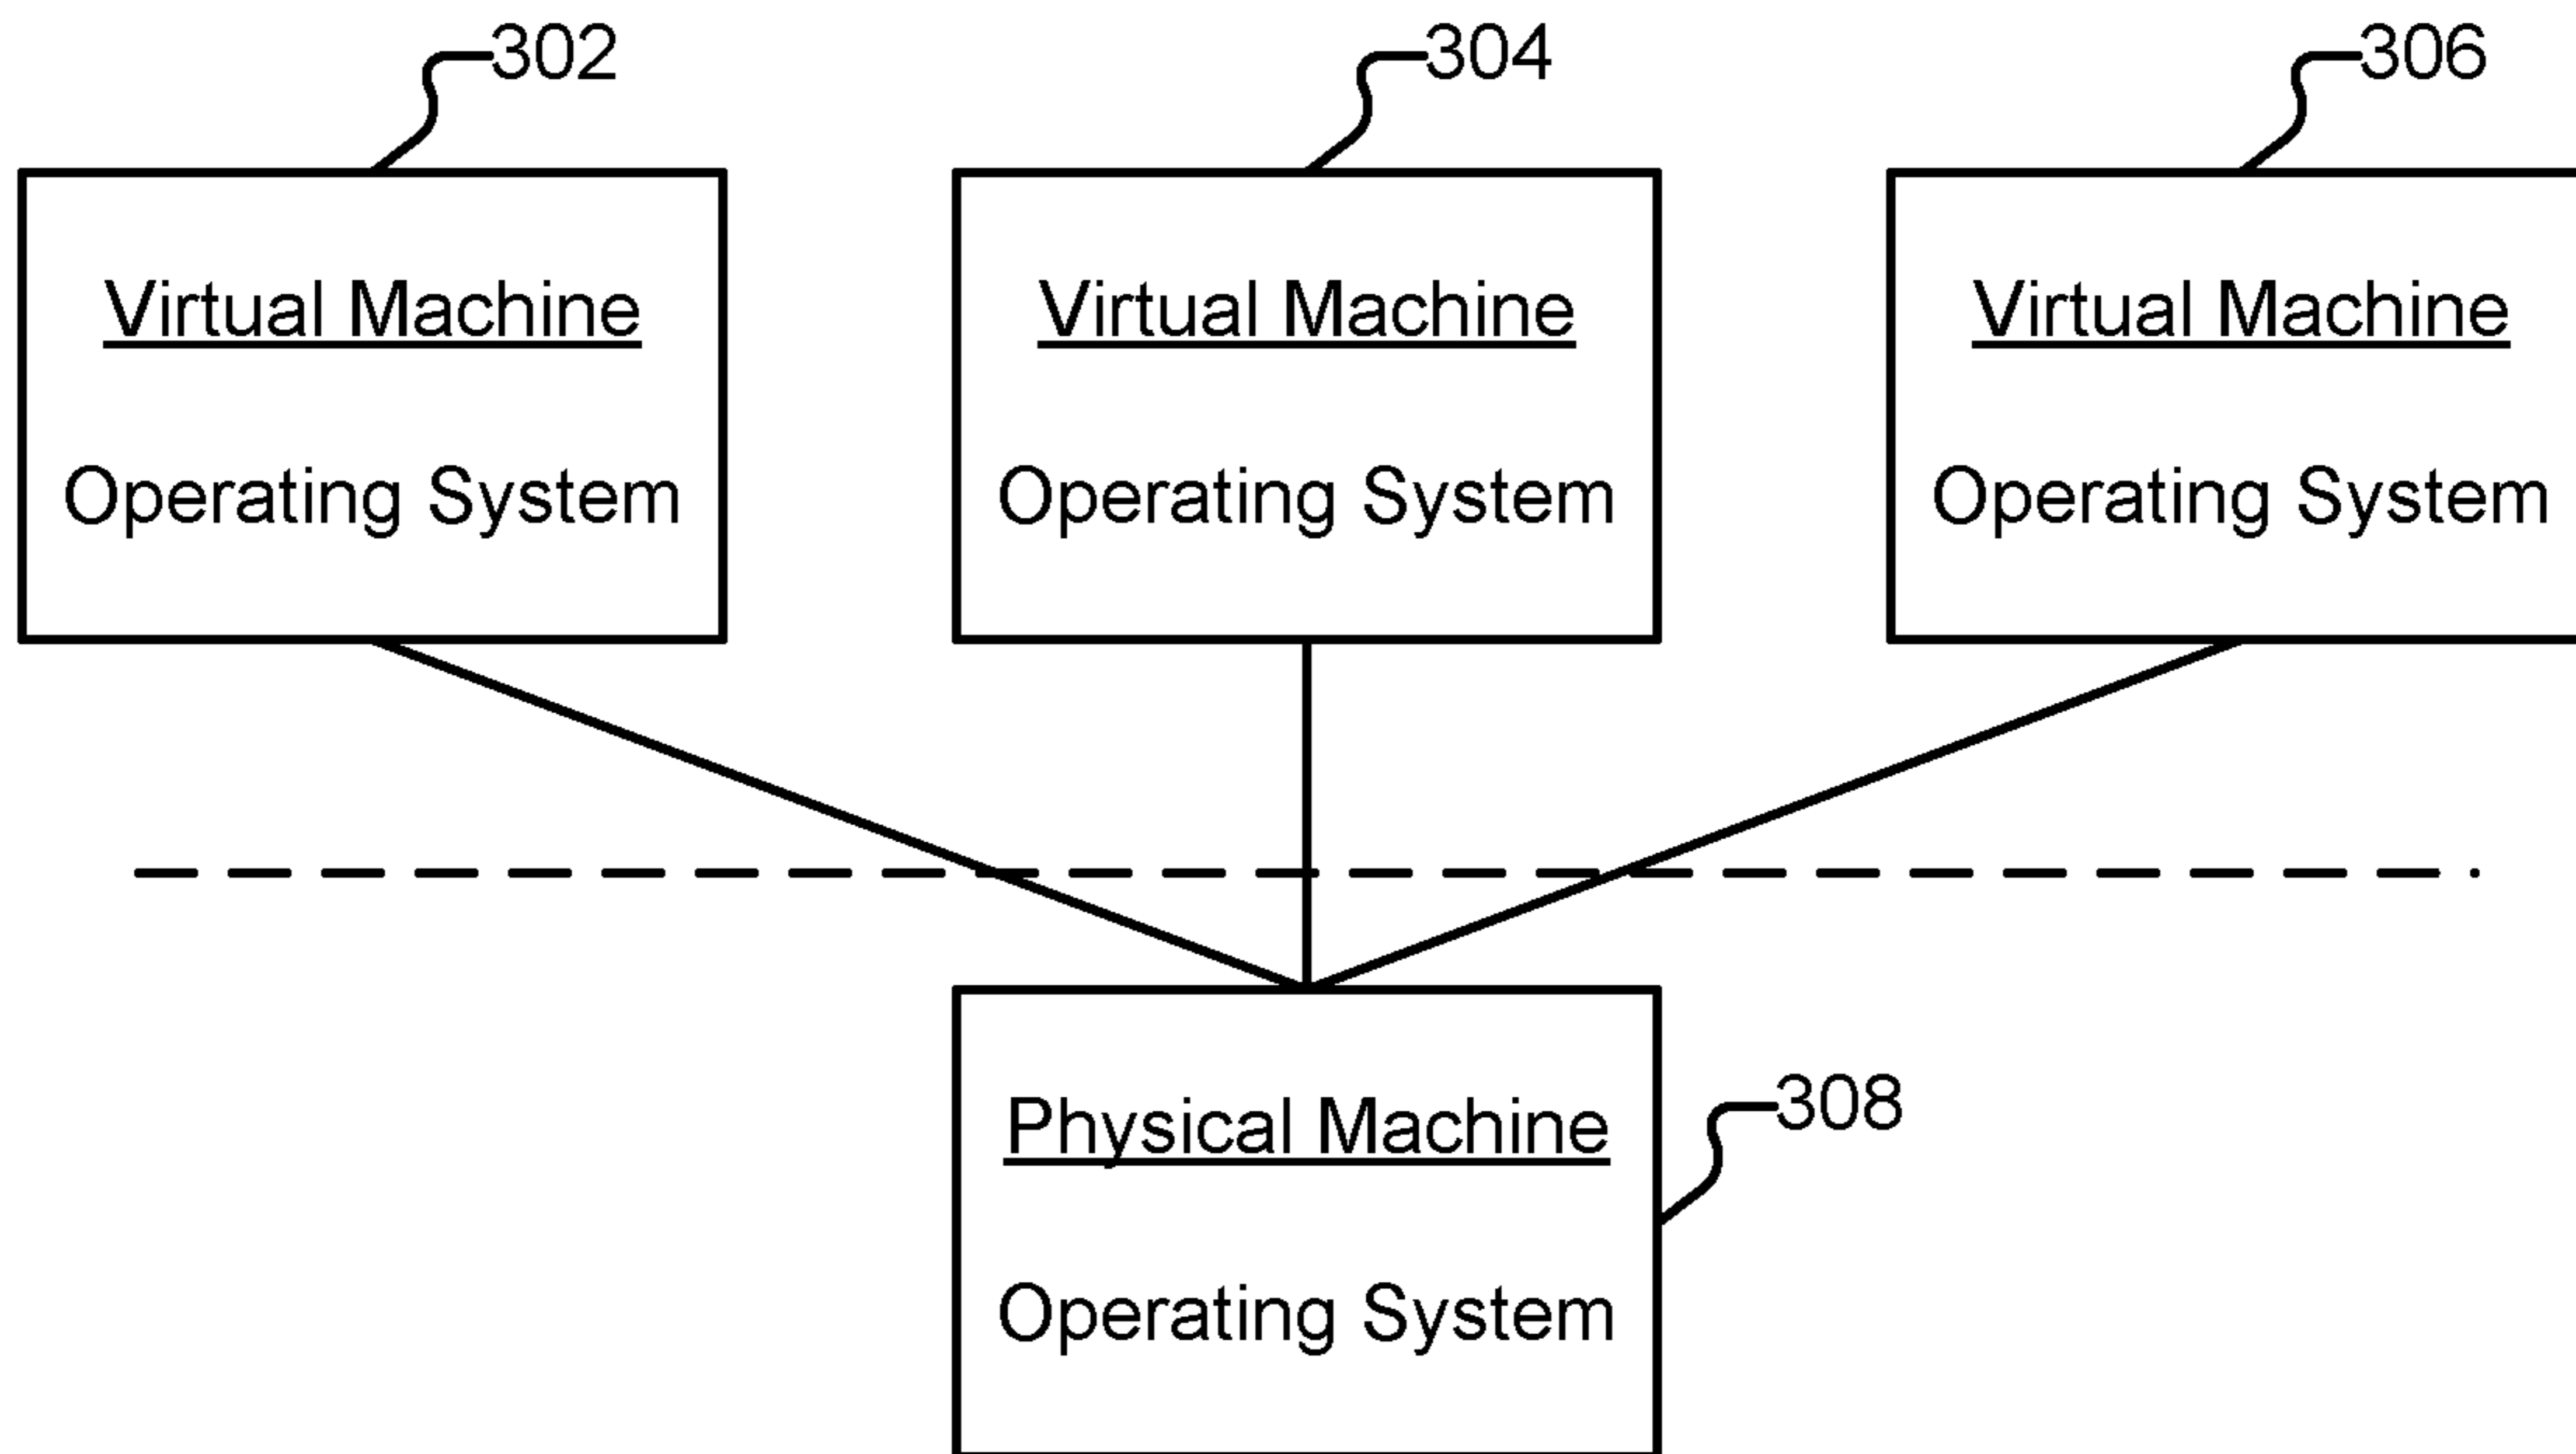 302
304
306
Virtual Machine
Operating System
Virtual Machine
Operating System
Virtual Machine
Operating System
308
Physical Machine
Operating System